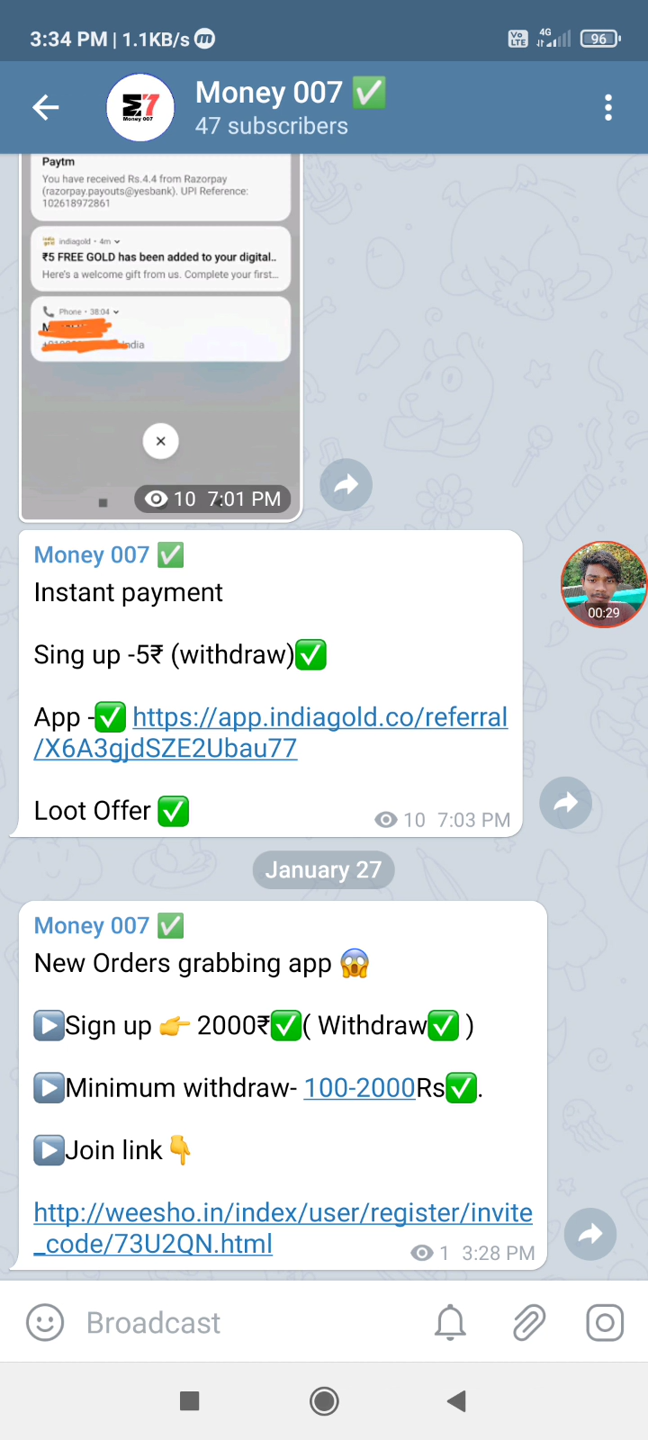 3:34 PM | 1.1KB/s
Vo LTE 4G 96
Money 007 ✅
47 subscribers
Money 007
Paytm
You have received Rs.4.4 from Razorpay
(razorpay.payouts@yesbank). UPI Reference:
102618972861
indiagold • 4m
₹5 FREE GOLD has been added to your digital..
Here's a welcome gift from us. Complete your first...
Phone • 38:04
10 7:01 PM
Money 007 ✅
Instant payment
00:29
Sing up -5₹ (withdraw)✅
App -✅ https://app.indiagold.co/referral
/X6A3gjdSZE2Ubau77
Loot Offer ✅
10 7:03 PM
January 27
Money 007 ✅
New Orders grabbing app 😱
▶️Sign up 👉 2000₹✅( Withdraw✅ )
▶️Minimum withdraw- 100-2000Rs✅.
▶️Join link👇
http://weesho.in/index/user/register/invite
_code/73U2QN.html
1 3:28 PM
Broadcast